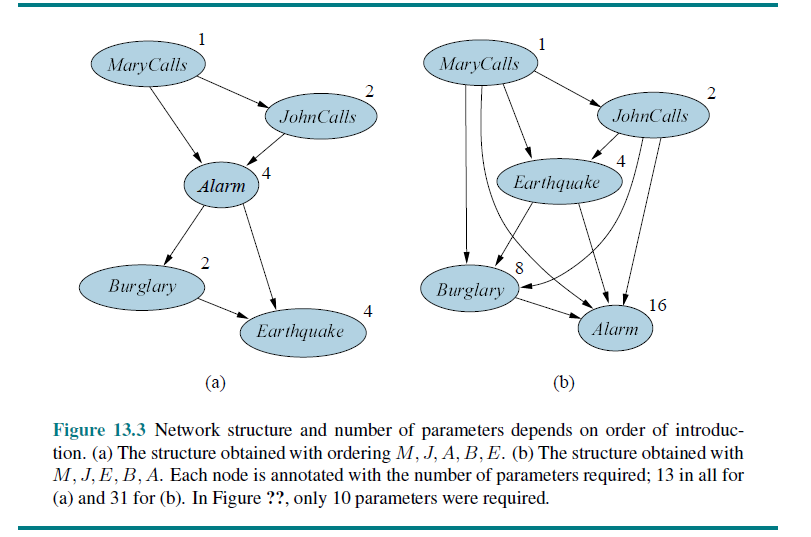 1
MaryCalls
2
JohnCalls
Alarm
4
2
Burglary
4
Earthquake
(a)
1
MaryCalls
2
JohnCalls
4
Earthquake
8
Burglary
16
Alarm
(b)
Figure 13.3 Network structure and number of parameters depends on order of introduc-
tion. (a) The structure obtained with ordering M, J, A, B, E. (b) The structure obtained with
M, J, E, B, A. Each node is annotated with the number of parameters required; 13 in all for
(a) and 31 for (b). In Figure ??, only 10 parameters were required.